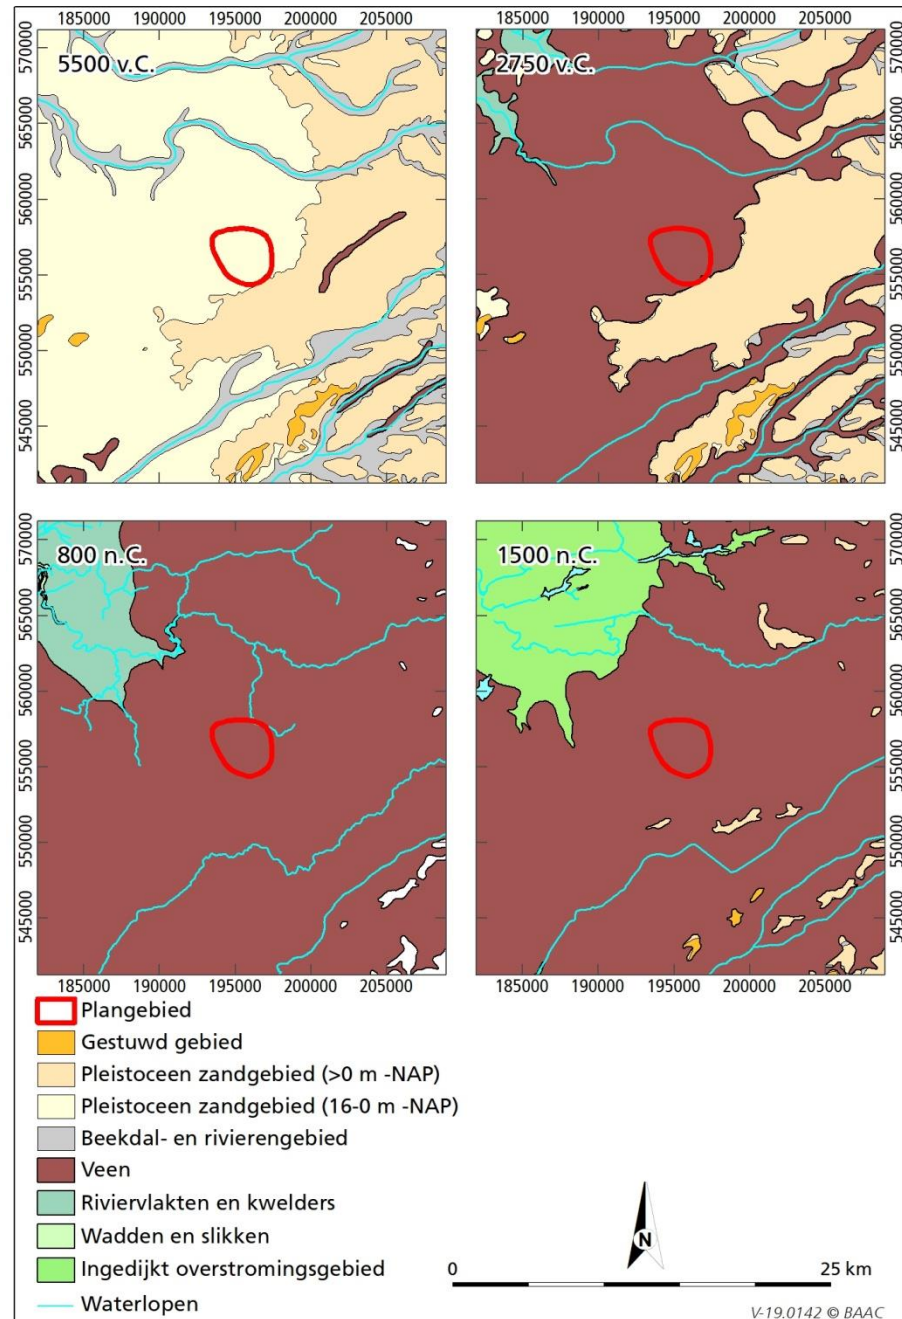 185000 190000 195000 200000 205000
185000 190000 195000 200000 205000
5500 v.C.
2750 v.C.
570000
565000
560000
555000
550000
545000
570000
565000
560000
555000
550000
545000
800 n.C.
1500 n.C.
570000
565000
560000
555000
550000
545000
570000
565000
560000
555000
550000
545000
185000 190000 195000 200000 205000
185000 190000 195000 200000 205000
Plangebied
Gestuwd gebied
Pleistoceen zandgebied (>0 m -NAP)
Pleistoceen zandgebied (16-0 m -NAP)
Beekdal- en rivierengebied
Veen
Riviervlakten en kwelders
Wadden en slikken
Ingedijkt overstromingsgebied
Waterlopen
N
0 25 km
V-19.0142 © BAAC